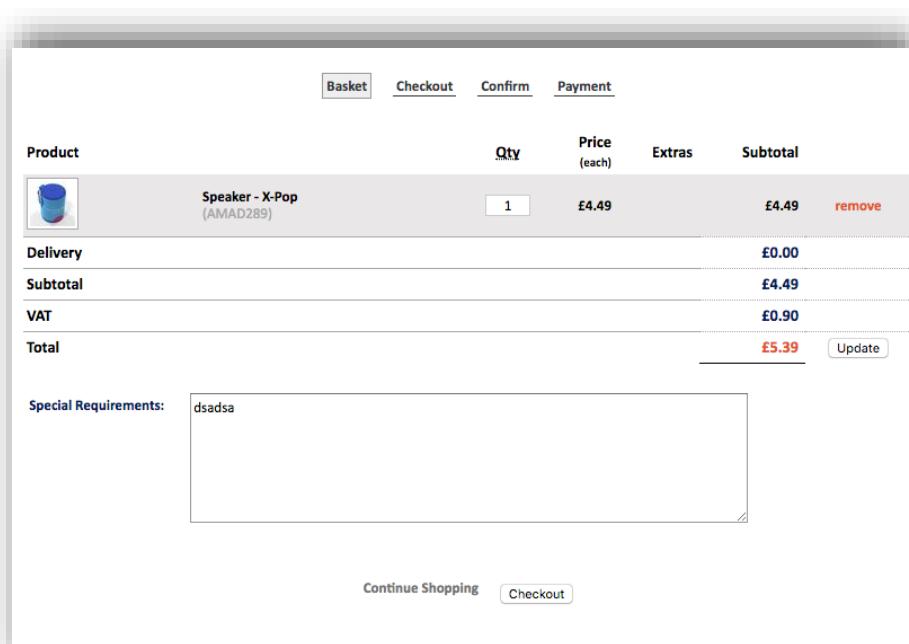 Basket Checkout Confirm Payment
Product Qty Price (each) Extras Subtotal
Speaker - X-Pop
(AMAD289) 1 £4.49 £4.49 remove
Delivery £0.00
Subtotal £4.49
VAT £0.90
Total £5.39 Update
Special Requirements: dsadsa
Continue Shopping Checkout